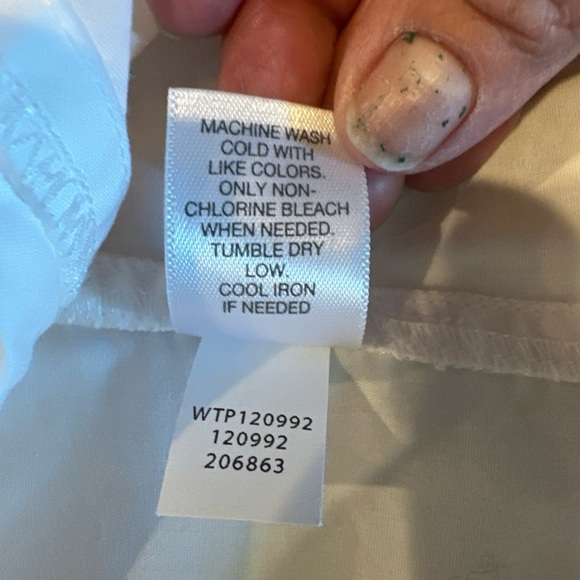 MACHINE WASH
COLD WITH
LIKE COLORS.
ONLY NON-
CHLORINE BLEACH
WHEN NEEDED.
TUMBLE DRY
LOW.
COOL IRON
IF NEEDED
WTP120992
120992
206863